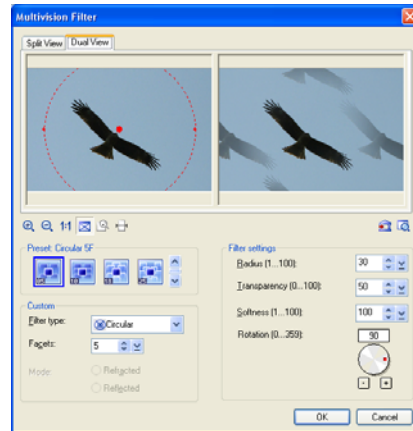 Multivision Filter
Split View Dual View
1:1
Preset: Circular 5F
Custom
Filter type: Circular
Facets: 5
Mode: Refracted
Reflected
Filter settings
Radius (1...100): 30
Transparency (0...100): 50
Softness (1...100): 100
Rotation (0...359): 90
OK Cancel